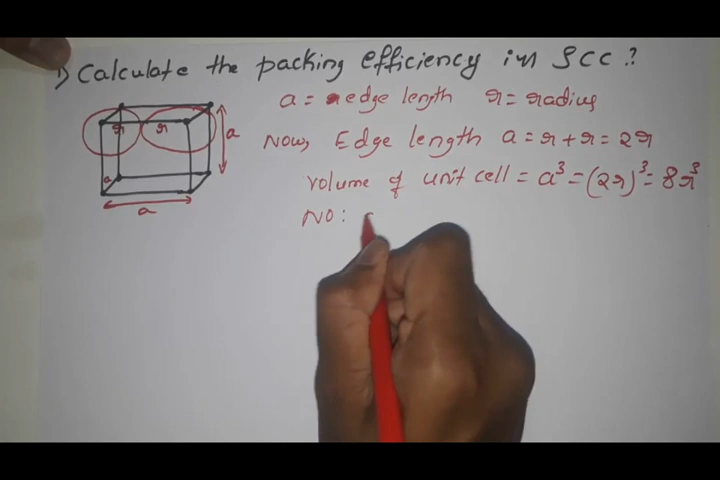 1) Calculate the packing efficiency in SCC?
a = edge length r = radius
Now, Edge length a = r + r = 2r
volume of unit cell = a³ = (2r)³ = 8r³
NO:
r r
a
a
a